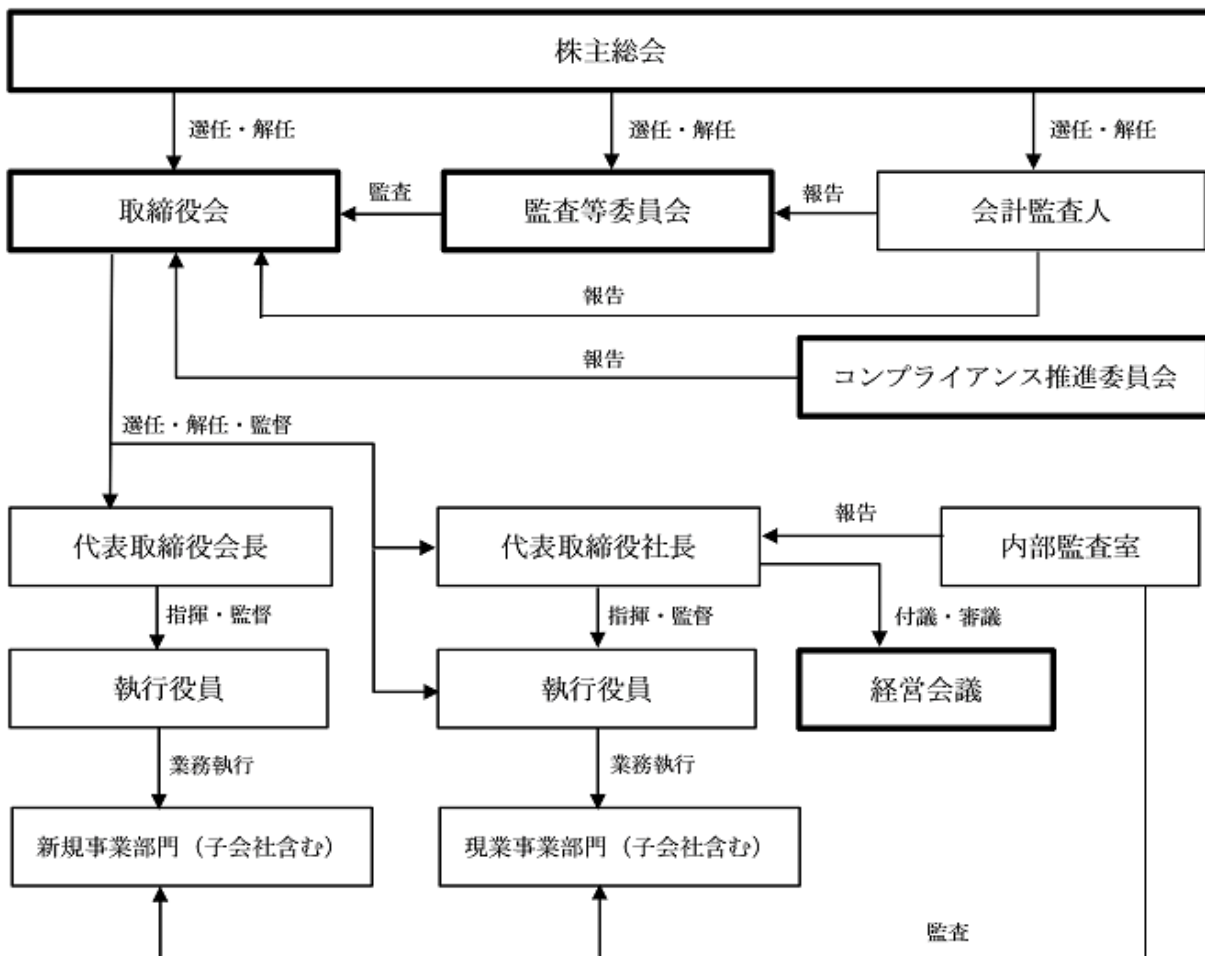 株主総会
選任・解任
選任・解任
選任・解任
取締役会
監査
監査等委員会
報告
会計監査人
報告
報告
コンプライアンス推進委員会
選任・解任・監督
代表取締役会長
代表取締役社長
報告
内部監査室
指揮・監督
指揮・監督
付議・審議
執行役員
執行役員
経営会議
業務執行
業務執行
新規事業部門（子会社含む）
現業事業部門（子会社含む）
監査